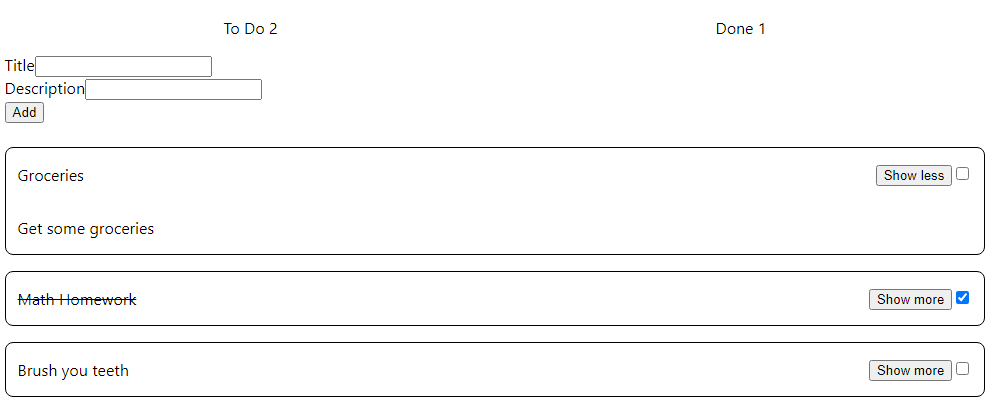 To Do 2 Done 1
Title
Description
Add
Groceries Show less
Get some groceries
Math Homework Show more
Brush you teeth Show more